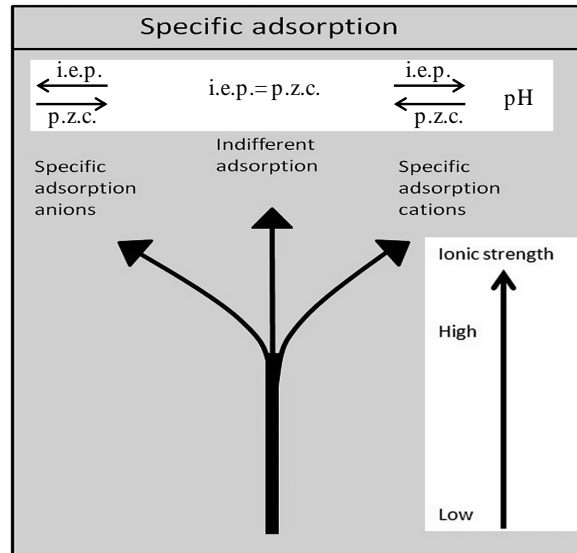 Specific adsorption
i.e.p.
p.z.c.
i.e.p.= p.z.c.
i.e.p.
p.z.c.
pH
Specific
adsorption
anions
Indifferent
adsorption
Specific
adsorption
cations
Ionic strength
High
Low